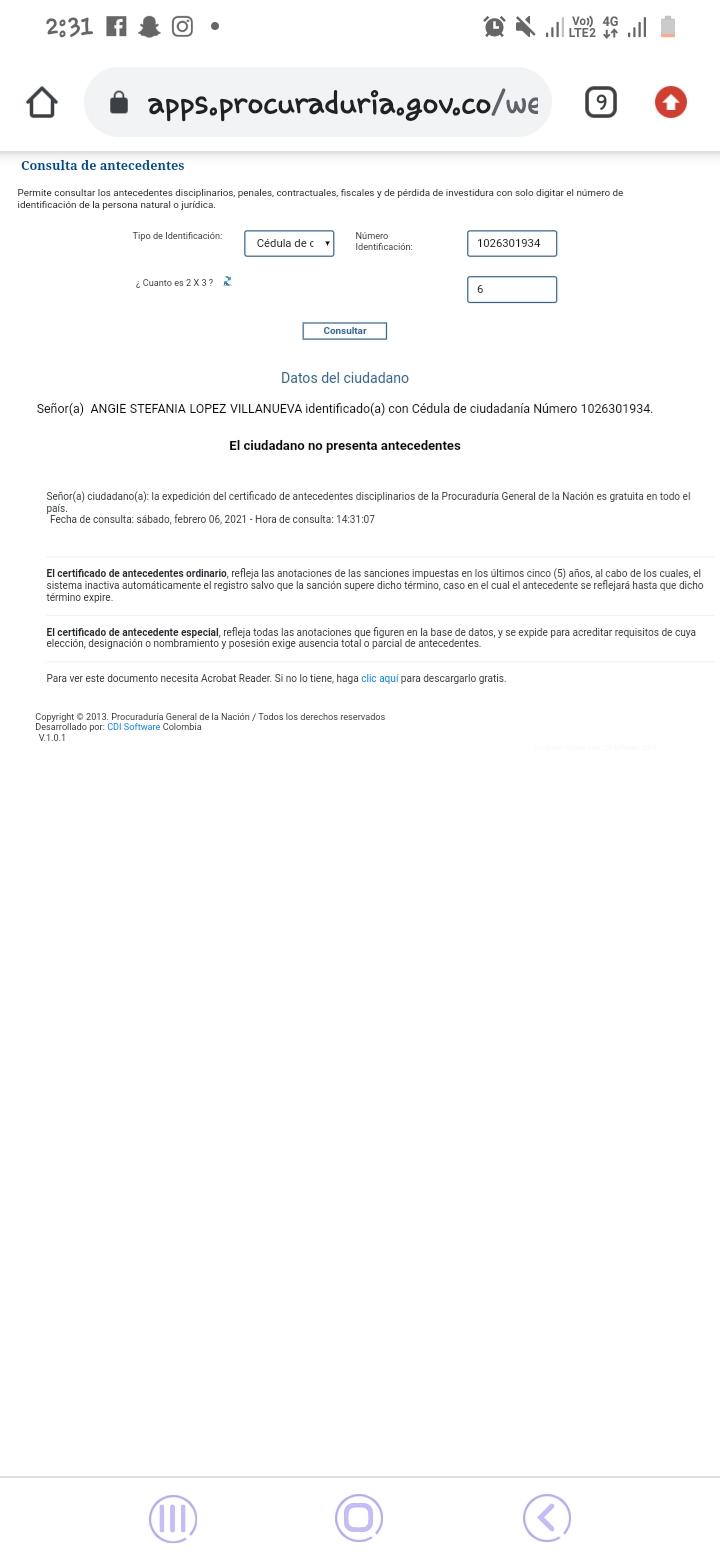 2:31
Vo))
LTE2
4G
apps.procuraduria.gov.co/we
9
Consulta de antecedentes
Permite consultar los antecedentes disciplinarios, penales, contractuales, fiscales y de pérdida de investidura con solo digitar el número de
identificación de la persona natural o jurídica.
Tipo de Identificación:
Cédula de c
Número
Identificación:
1026301934
¿ Cuanto es 2 X 3 ?
6
Consultar
Datos del ciudadano
Señor(a) ANGIE STEFANIA LOPEZ VILLANUEVA identificado(a) con Cédula de ciudadanía Número 1026301934.
El ciudadano no presenta antecedentes
Señor(a) ciudadano(a): la expedición del certificado de antecedentes disciplinarios de la Procuraduría General de la Nación es gratuita en todo el
país.
Fecha de consulta: sábado, febrero 06, 2021 - Hora de consulta: 14:31:07
El certificado de antecedentes ordinario, refleja las anotaciones de las sanciones impuestas en los últimos cinco (5) años, al cabo de los cuales, el
sistema inactiva automáticamente el registro salvo que la sanción supere dicho término, caso en el cual el antecedente se reflejará hasta que dicho
término expire.
El certificado de antecedente especial, refleja todas las anotaciones que figuren en la base de datos, y se expide para acreditar requisitos de cuya
elección, designación o nombramiento y posesión exige ausencia total o parcial de antecedentes.
Para ver este documento necesita Acrobat Reader. Si no lo tiene, haga clic aquí para descargarlo gratis.
Copyright © 2013. Procuraduría General de la Nación / Todos los derechos reservados
Desarrollado por: CDI Software Colombia
V.1.0.1